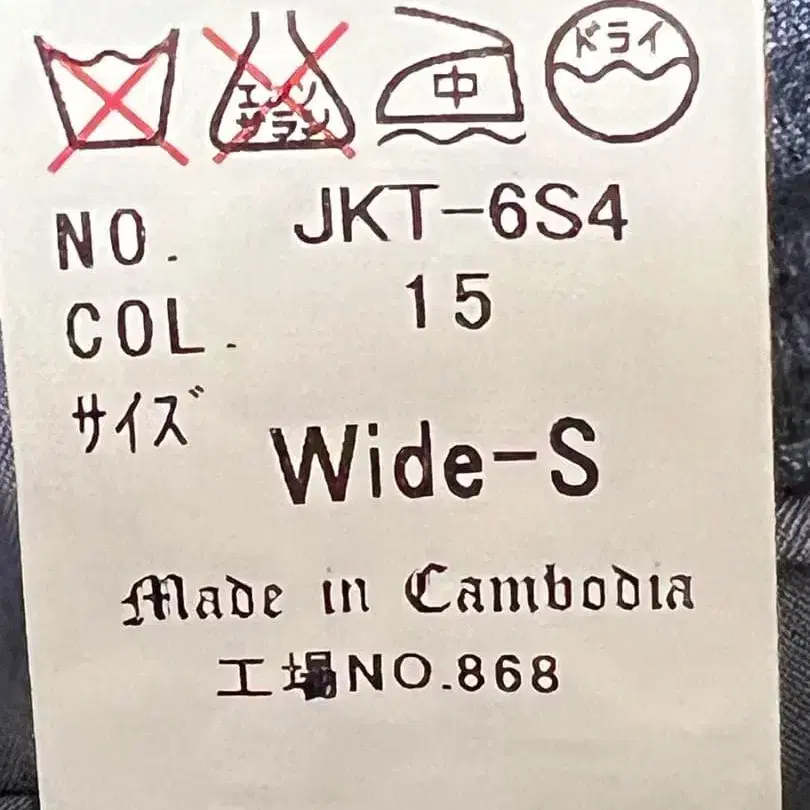 エンソ
サラシ
中
ドライ
NO. JKT-6S4
COL. 15
サイズ
Wide-S
Made in Cambodia
工場NO.868